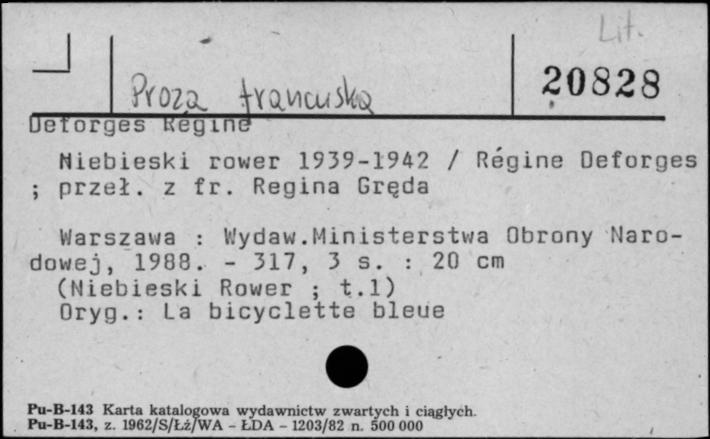 Lit.
20828
Proza francuska
Deforges Régine
Niebieski rower 1939-1942 / Régine Deforges
; przeł. z fr. Regina Gręda
Warszawa : Wydaw.Ministerstwa Obrony Naro-
dowej, 1988. - 317, 3 s. : 20 cm
(Niebieski Rower ; t.1)
Oryg.: La bicyclette bleue
Pu-B-143 Karta katalogowa wydawnictw zwartych i ciągłych.
Pu-B-143, z. 1962/S/Łż/WA - ŁDA - 1203/82 n. 500 000